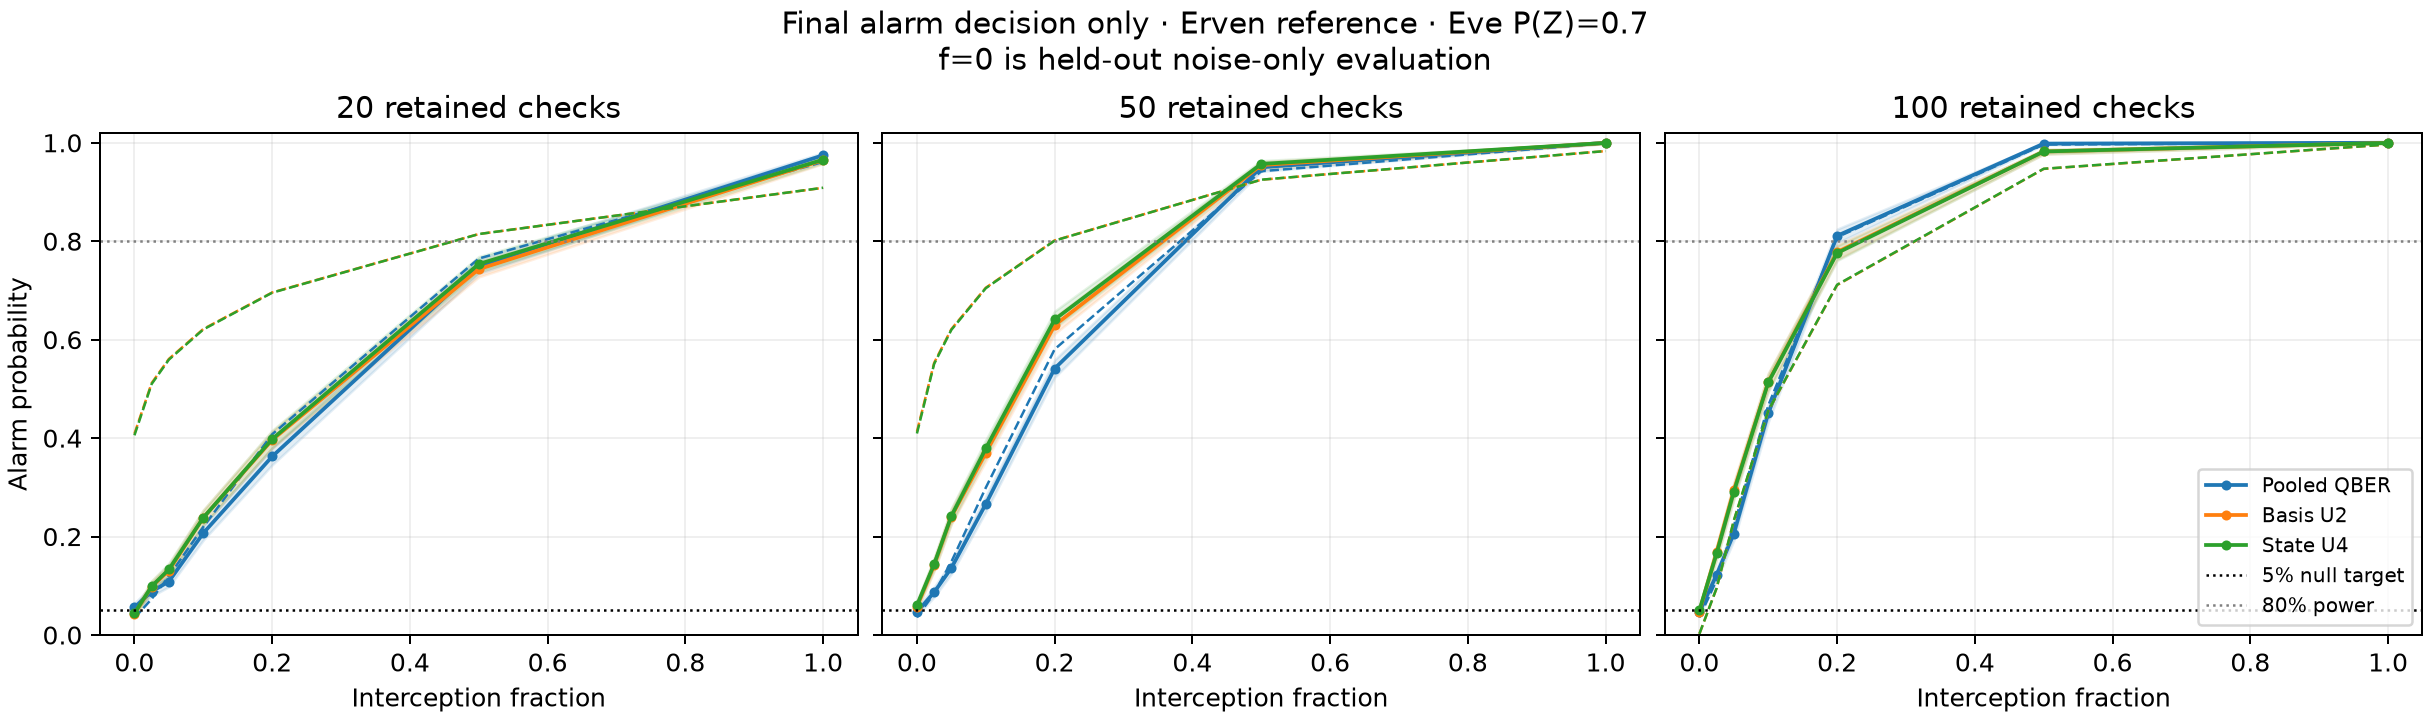 Final alarm decision only · Erven reference · Eve P(Z)=0.7
f=0 is held-out noise-only evaluation
20 retained checks
50 retained checks
100 retained checks
Alarm probability
1.0
0.8
0.6
0.4
0.2
0.0
0.0 0.2 0.4 0.6 0.8 1.0
0.0 0.2 0.4 0.6 0.8 1.0
0.0 0.2 0.4 0.6 0.8 1.0
Interception fraction
Interception fraction
Interception fraction
Pooled QBER
Basis U2
State U4
5% null target
80% power